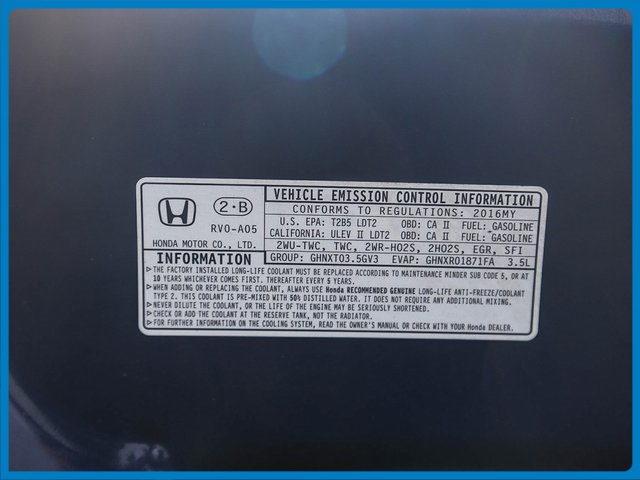 2-B
RVO-A05
HONDA MOTOR CO., LTD.
VEHICLE EMISSION CONTROL INFORMATION
CONFORMS TO REGULATIONS: 2016MY
U.S. EPA: T2B5 LDT2 OBD: CA II FUEL: GASOLINE
CALIFORNIA: ULEV II LDT2 OBD: CA II FUEL: GASOLINE
2WU-TWC, TWC, 2WR-HO2S, 2HO2S, EGR, SFI
GROUP: GHNXT03.5GV3 EVAP: GHNXR01871FA 3.5L
INFORMATION
THE FACTORY INSTALLED LONG-LIFE COOLANT MUST BE REPLACED ACCORDING TO MAINTENANCE MINDER SUB CODE 5, OR AT
10 YEARS WHICHEVER COMES FIRST. THEREAFTER EVERY 5 YEARS.
WHEN ADDING OR REPLACING THE COOLANT, ALWAYS USE Honda RECOMMENDED GENUINE LONG-LIFE ANTI-FREEZE/COOLANT
TYPE 2. THIS COOLANT IS PRE-MIXED WITH 50% DISTILLED WATER. IT DOES NOT REQUIRE ANY ADDITIONAL MIXING.
NEVER DILUTE THE COOLANT, OR THE LIFE OF THE ENGINE MAY BE SERIOUSLY SHORTENED.
CHECK OR ADD COOLANT AT THE RESERVE TANK, NOT THE RADIATOR.
FOR FURTHER INFORMATION ON THE COOLING SYSTEM, READ THE OWNER'S MANUAL OR CHECK WITH YOUR Honda DEALER.